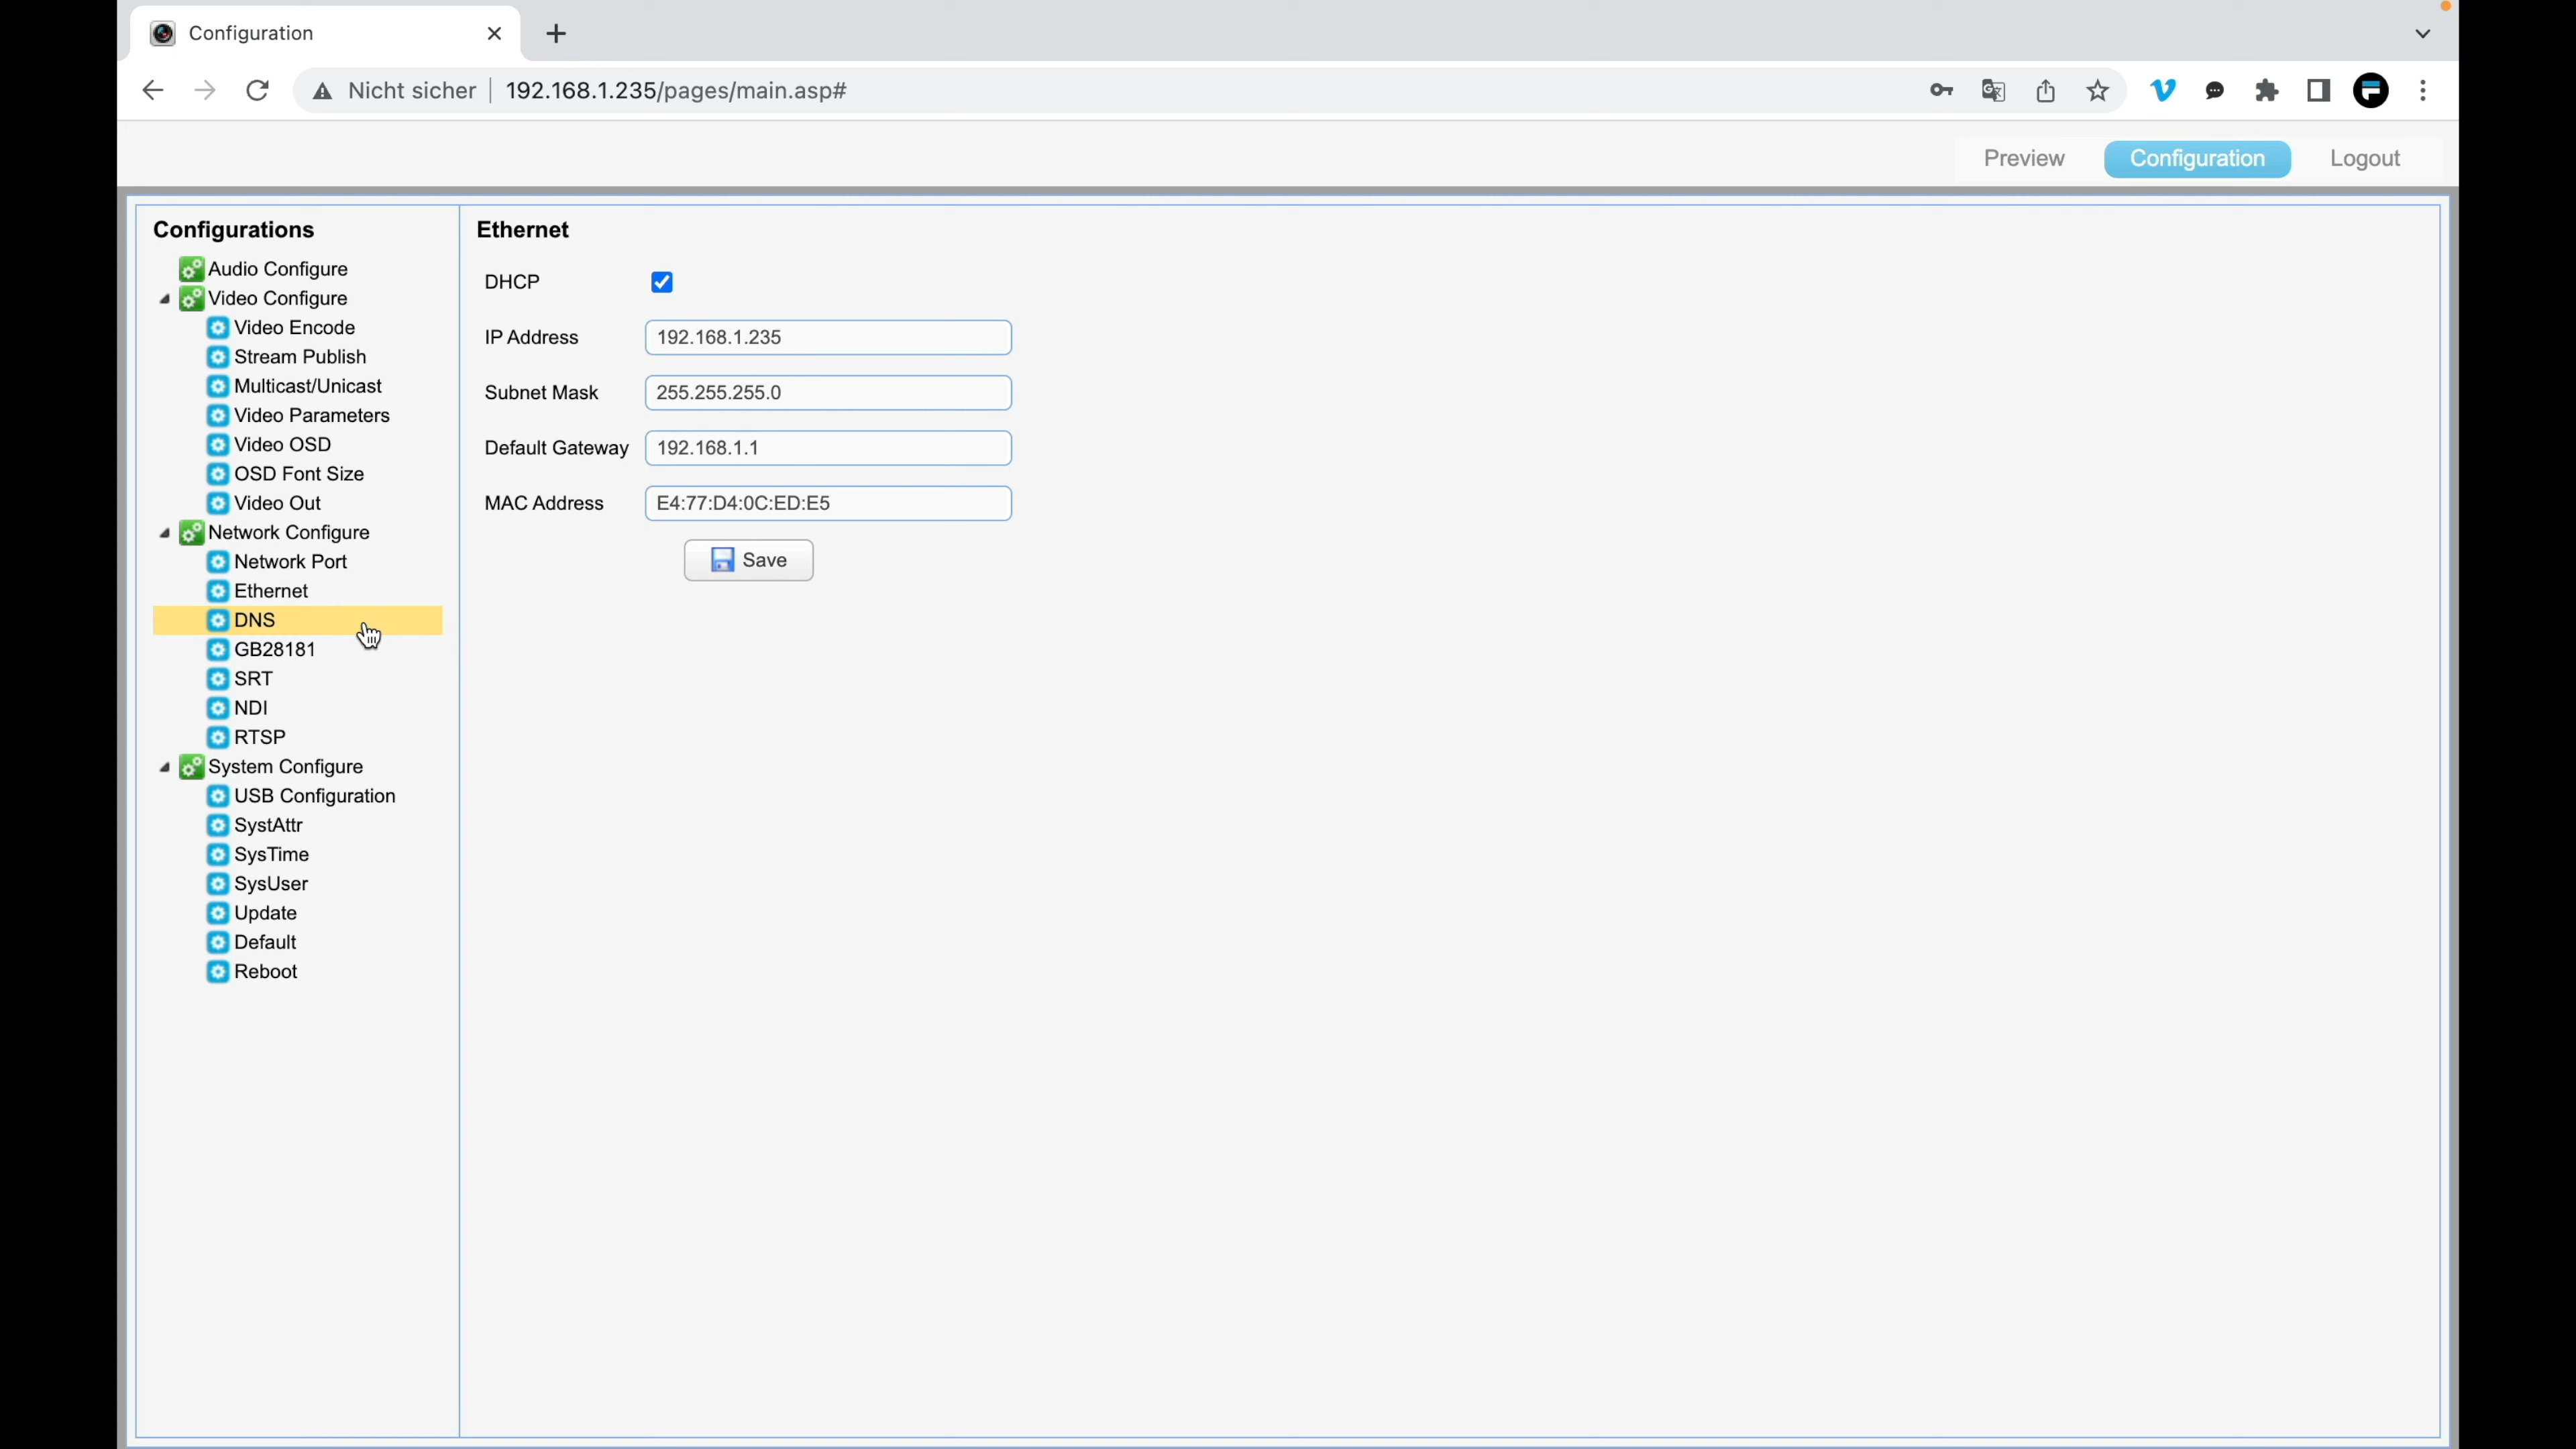 Configuration
Nicht sicher 192.168.1.235/pages/main.asp#
Preview Configuration Logout
Configurations
Audio Configure
Video Configure
Video Encode
Stream Publish
Multicast/Unicast
Video Parameters
Video OSD
OSD Font Size
Video Out
Network Configure
Network Port
Ethernet
DNS
GB28181
SRT
NDI
RTSP
System Configure
USB Configuration
SystAttr
SysTime
SysUser
Update
Default
Reboot
Ethernet
DHCP
IP Address 192.168.1.235
Subnet Mask 255.255.255.0
Default Gateway 192.168.1.1
MAC Address E4:77:D4:0C:ED:E5
Save